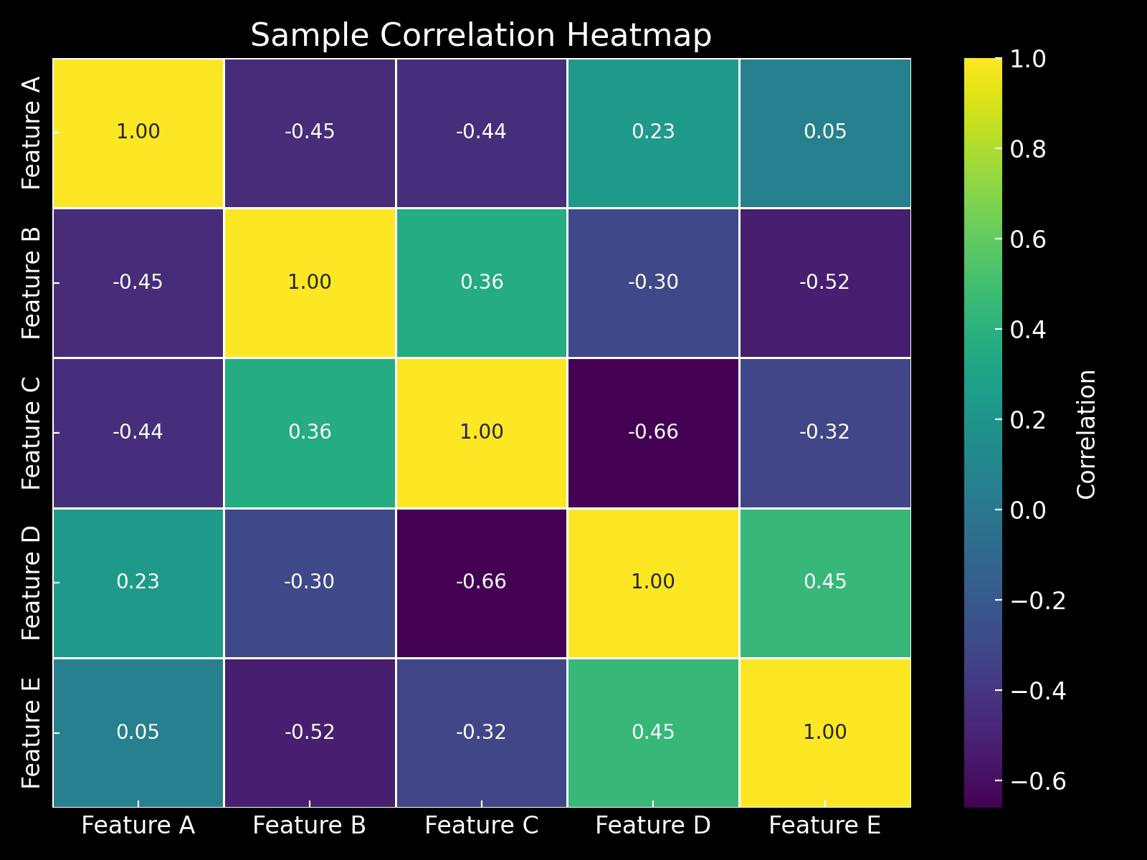 Sample Correlation Heatmap
Feature A 1.00 -0.45 -0.44 0.23 0.05
Feature B -0.45 1.00 0.36 -0.30 -0.52
Feature C -0.44 0.36 1.00 -0.66 -0.32
Feature D 0.23 -0.30 -0.66 1.00 0.45
Feature E 0.05 -0.52 -0.32 0.45 1.00
Feature A Feature B Feature C Feature D Feature E
1.0
0.8
0.6
0.4
0.2
0.0
−0.2
−0.4
−0.6
Correlation